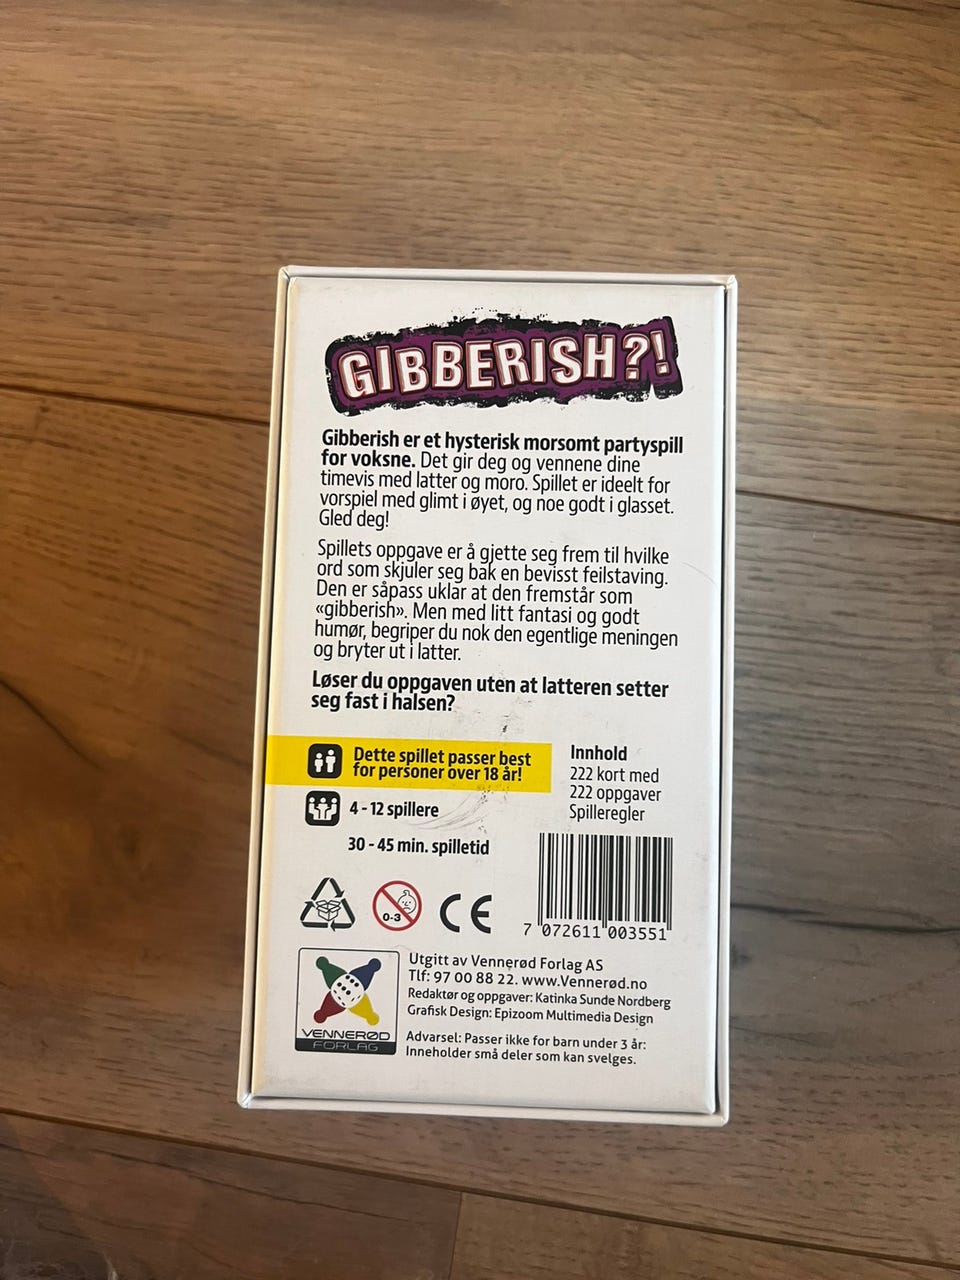 GIBBERISH?!
Gibberish er et hysterisk morsomt partyspill
for voksne. Det gir deg og vennene dine
timevis med latter og moro. Spillet er ideelt for
vorspiel med glimt i øyet, og noe godt i glasset.
Gled deg!
Spillets oppgave er å gjette seg frem til hvilke
ord som skjuler seg bak en bevisst feilstaving.
Den er såpass uklar at den fremstår som
«gibberish». Men med litt fantasi og godt
humør, begriper du nok den egentlige meningen
og bryter ut i latter.
Løser du oppgaven uten at latteren setter
seg fast i halsen?
Dette spillet passer best
for personer over 18 år!
4 - 12 spillere
30 - 45 min. spilletid
Innhold
222 kort med
222 oppgaver
Spilleregler
0-3
CE
7 072611 003551
VENNERØD
FORLAG
Utgitt av Vennerød Forlag AS
Tlf: 97 00 88 22. www.Vennerød.no
Redaktør og oppgaver: Katinka Sunde Nordberg
Grafisk Design: Epizoom Multimedia Design
Advarsel: Passer ikke for barn under 3 år:
Inneholder små deler som kan svelges.